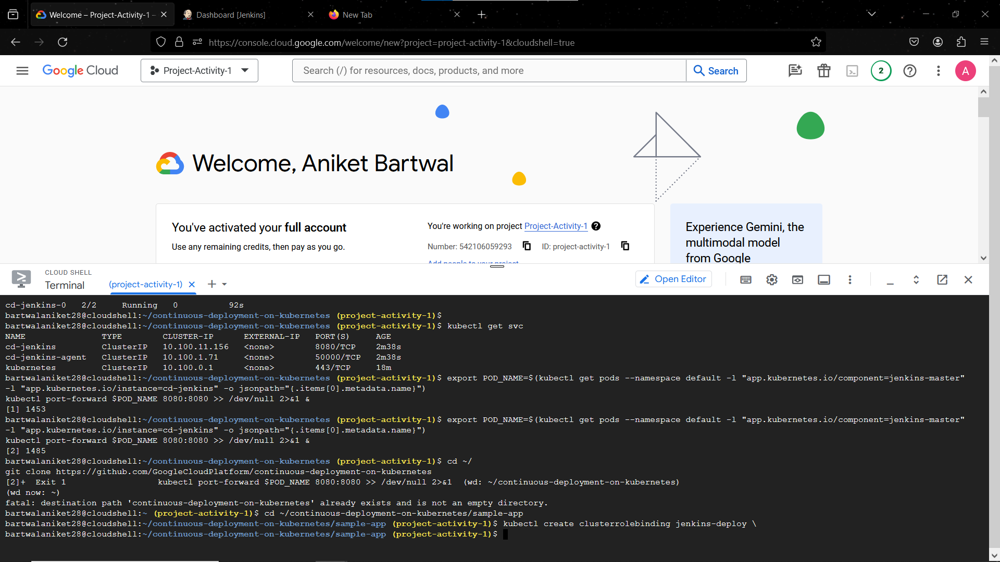 Welcome – Project-Activity-1 –
Dashboard [Jenkins]
New Tab
https://console.cloud.google.com/welcome/new?project=project-activity-1&cloudshell=true
Google Cloud
Project-Activity-1
Search (/) for resources, docs, products, and more
Search
2
A
Welcome, Aniket Bartwal
You've activated your full account
Use any remaining credits, then pay as you go.
You're working on project Project-Activity-1
Number: 542106059293
ID: project-activity-1
Add people to your project
Experience Gemini, the
multimodal model
from Google
CLOUD SHELL
Terminal
(project-activity-1)
Open Editor
cd-jenkins-0   2/2     Running   0          92s
bartwalaniket28@cloudshell:~/continuous-deployment-on-kubernetes (project-activity-1)$
bartwalaniket28@cloudshell:~/continuous-deployment-on-kubernetes (project-activity-1)$ kubectl get svc
NAME               TYPE        CLUSTER-IP      EXTERNAL-IP   PORT(S)     AGE
cd-jenkins         ClusterIP   10.100.11.156   <none>        8080/TCP    2m38s
cd-jenkins-agent   ClusterIP   10.100.1.71     <none>        50000/TCP   2m38s
kubernetes         ClusterIP   10.100.0.1      <none>        443/TCP     18m
bartwalaniket28@cloudshell:~/continuous-deployment-on-kubernetes (project-activity-1)$ export POD_NAME=$(kubectl get pods --namespace default -l "app.kubernetes.io/component=jenkins-master"
-l "app.kubernetes.io/instance=cd-jenkins" -o jsonpath="{.items[0].metadata.name}")
kubectl port-forward $POD_NAME 8080:8080 >> /dev/null 2>&1 &
[1] 1453
bartwalaniket28@cloudshell:~/continuous-deployment-on-kubernetes (project-activity-1)$ export POD_NAME=$(kubectl get pods --namespace default -l "app.kubernetes.io/component=jenkins-master"
-l "app.kubernetes.io/instance=cd-jenkins" -o jsonpath="{.items[0].metadata.name}")
kubectl port-forward $POD_NAME 8080:8080 >> /dev/null 2>&1 &
[2] 1485
bartwalaniket28@cloudshell:~/continuous-deployment-on-kubernetes (project-activity-1)$ cd ~/
git clone https://github.com/GoogleCloudPlatform/continuous-deployment-on-kubernetes
[2]+  Exit 1                  kubectl port-forward $POD_NAME 8080:8080 >> /dev/null 2>&1  (wd: ~/continuous-deployment-on-kubernetes)
(wd now: ~)
fatal: destination path 'continuous-deployment-on-kubernetes' already exists and is not an empty directory.
bartwalaniket28@cloudshell:~ (project-activity-1)$ cd ~/continuous-deployment-on-kubernetes/sample-app
bartwalaniket28@cloudshell:~/continuous-deployment-on-kubernetes/sample-app (project-activity-1)$ kubectl create clusterrolebinding jenkins-deploy \
bartwalaniket28@cloudshell:~/continuous-deployment-on-kubernetes/sample-app (project-activity-1)$